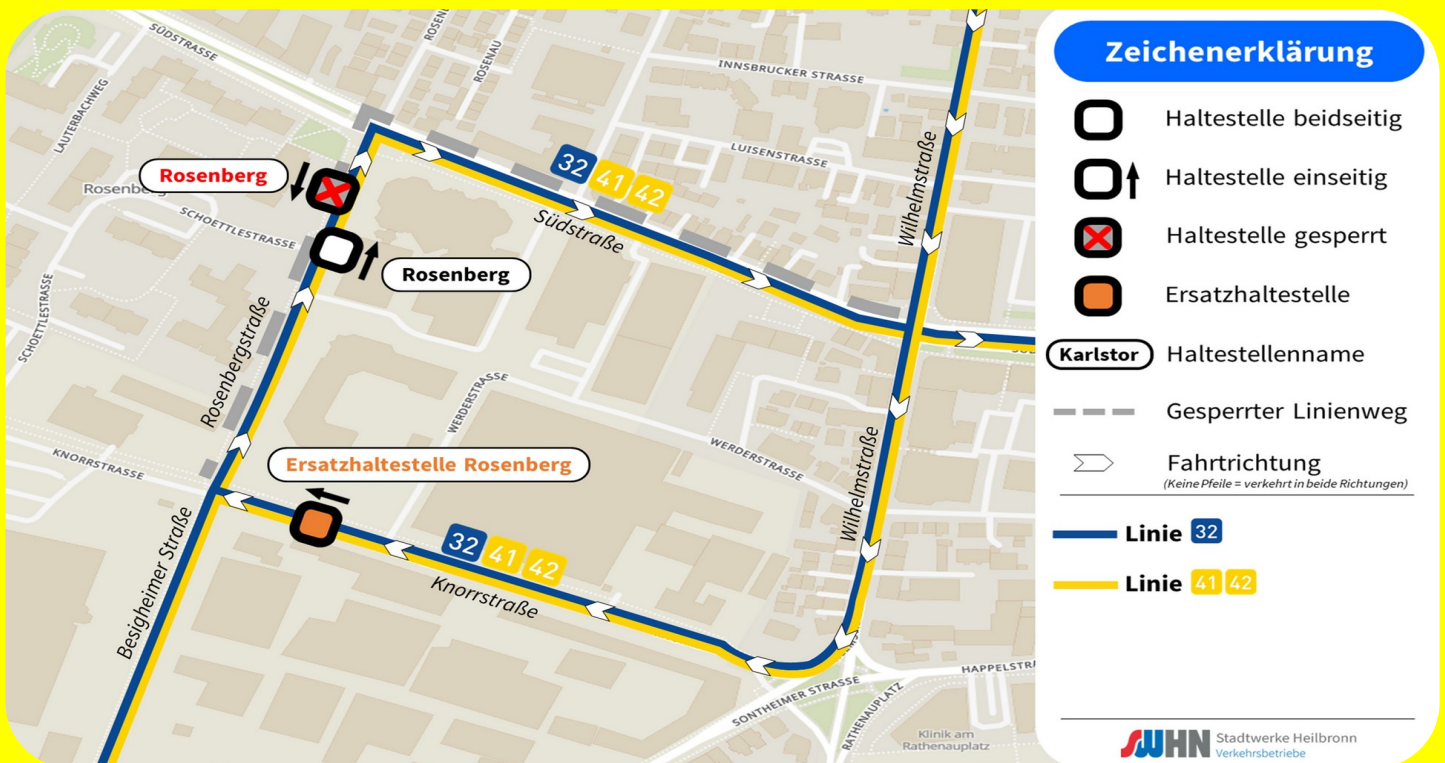 SÜDSTRASSE
ROSENAU
INNSBRUCKER STRASSE
LAUTERBACHWEG
LUISENSTRASSE
Wilhelmstraße
32 41 42
Südstraße
Rosenberg
Rosenberg
SCHOETTLESTRASSE
Rosenberg
SCHOETTLESTRASSE
Rosenbergstraße
WERDERSTRASSE
WERDERSTRASSE
KNORRSTRASSE
Ersatzhaltestelle Rosenberg
Wilhelmstraße
Besigheimer Straße
32 41 42
Knorrstraße
SONTHEIMER STRASSE
RATHENAUPLATZ
HAPPELSTRA
Klinik am
Rathenauplatz
Zeichenerklärung
Haltestelle beidseitig
Haltestelle einseitig
Haltestelle gesperrt
Ersatzhaltestelle
Karlstor Haltestellenname
Gesperrter Linienweg
Fahrtrichtung
(Keine Pfeile = verkehrt in beide Richtungen)
Linie 32
Linie 41 42
SWHN Stadtwerke Heilbronn
Verkehrsbetriebe